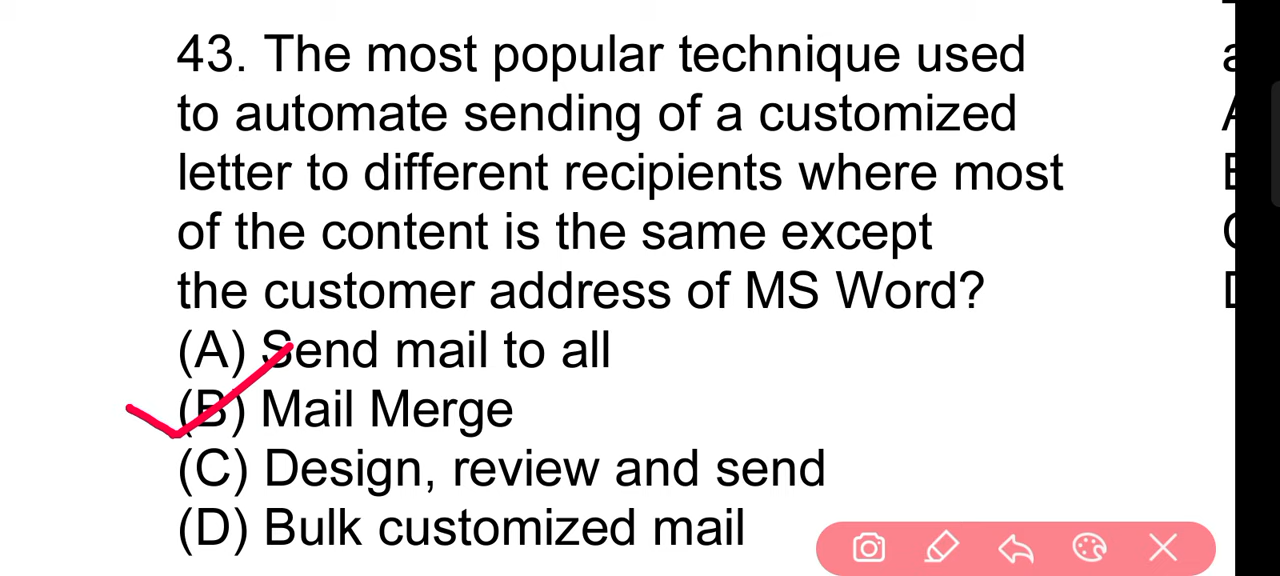 43. The most popular technique used
to automate sending of a customized
letter to different recipients where most
of the content is the same except
the customer address of MS Word?
(A) Send mail to all
(B) Mail Merge
(C) Design, review and send
(D) Bulk customized mail